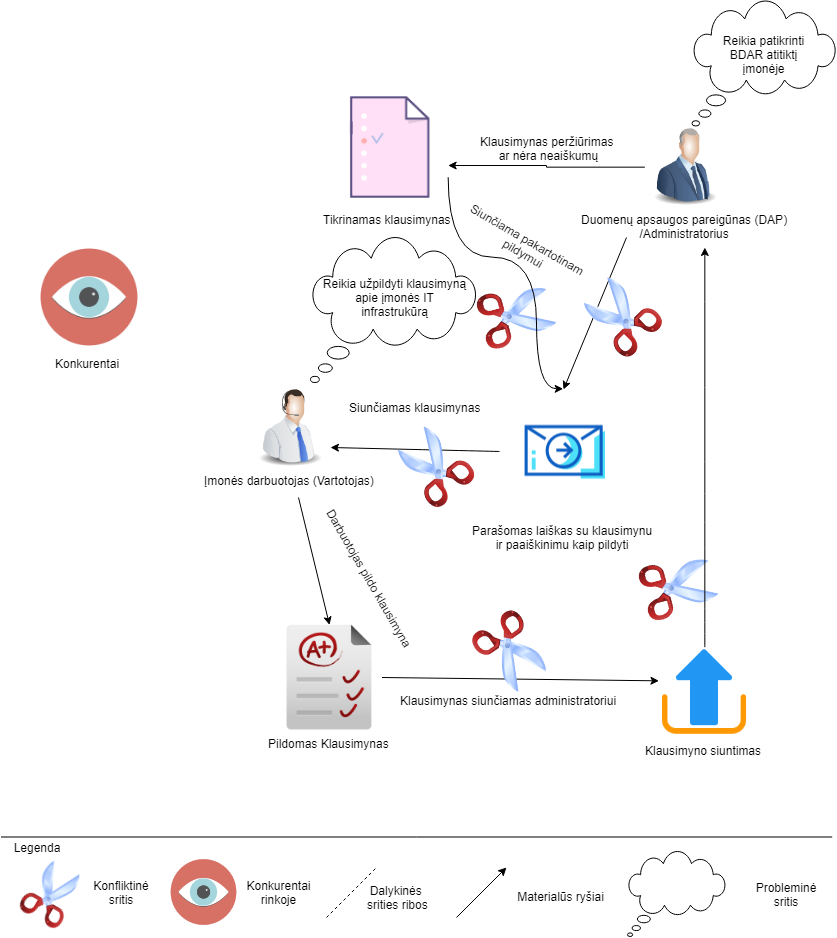 Reikia patikrinti
BDAR atitiktį
įmonėje
Klausimynas peržiūrimas
ar nėra neaiškumų
Tikrinamas klausimynas
Duomenų apsaugos pareigūnas (DAP)
/Administratorius
Siunčiama pakartotinam
pildymui
Reikia užpildyti klausimyną
apie įmonės IT
infrastrukūrą
Konkurentai
Siunčiamas klausimynas
Įmonės darbuotojas (Vartotojas)
Parašomas laiškas su klausimynu
ir paaiškinimu kaip pildyti
Darbuotojas pildo klausimyna
A+
Klausimynas siunčiamas administratoriui
Pildomas Klausimynas
Klausimyno siuntimas
Legenda
Konfliktinė
sritis
Konkurentai
rinkoje
Dalykinės
srities ribos
Materialūs ryšiai
Probleminė
sritis